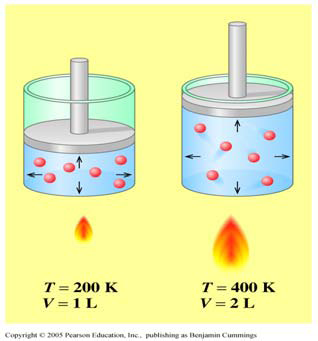 T = 200 K
V = 1 L
T = 400 K
V = 2 L
Copyright © 2005 Pearson Education, Inc., publishing as Benjamin Cummings